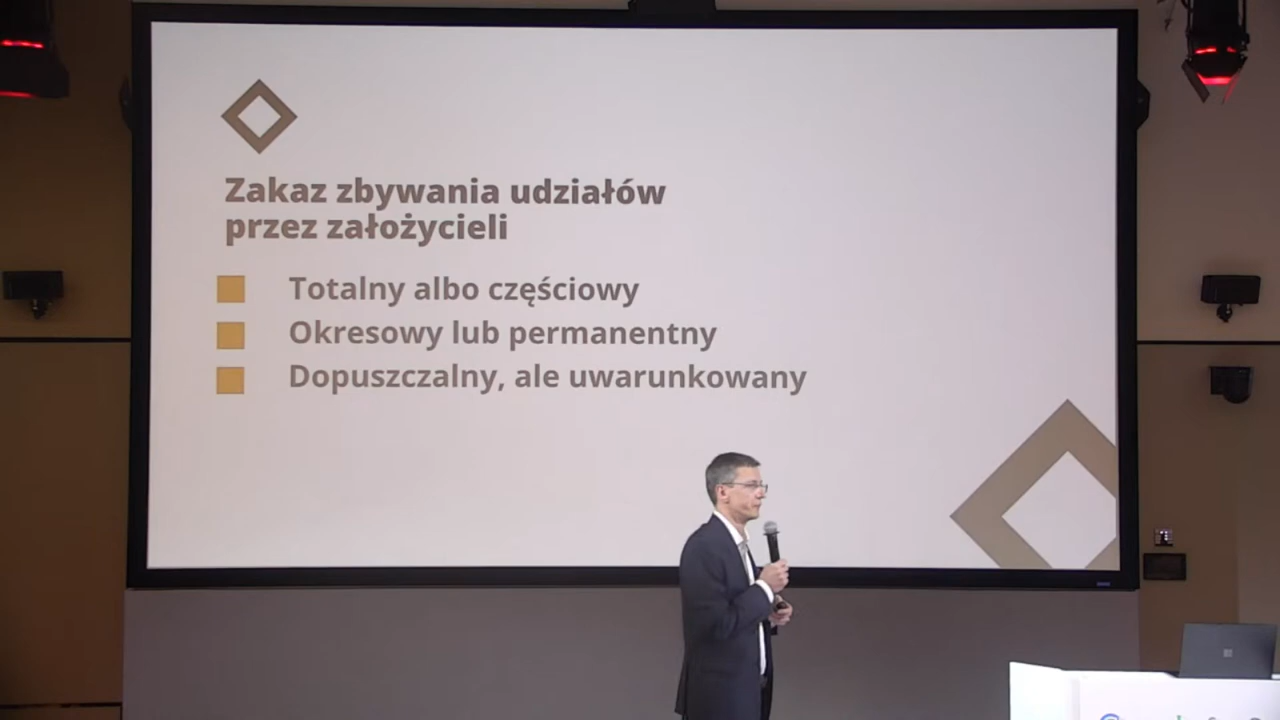 Zakaz zbywania udziałów
przez założycieli
Totalny albo częściowy
Okresowy lub permanentny
Dopuszczalny, ale uwarunkowany